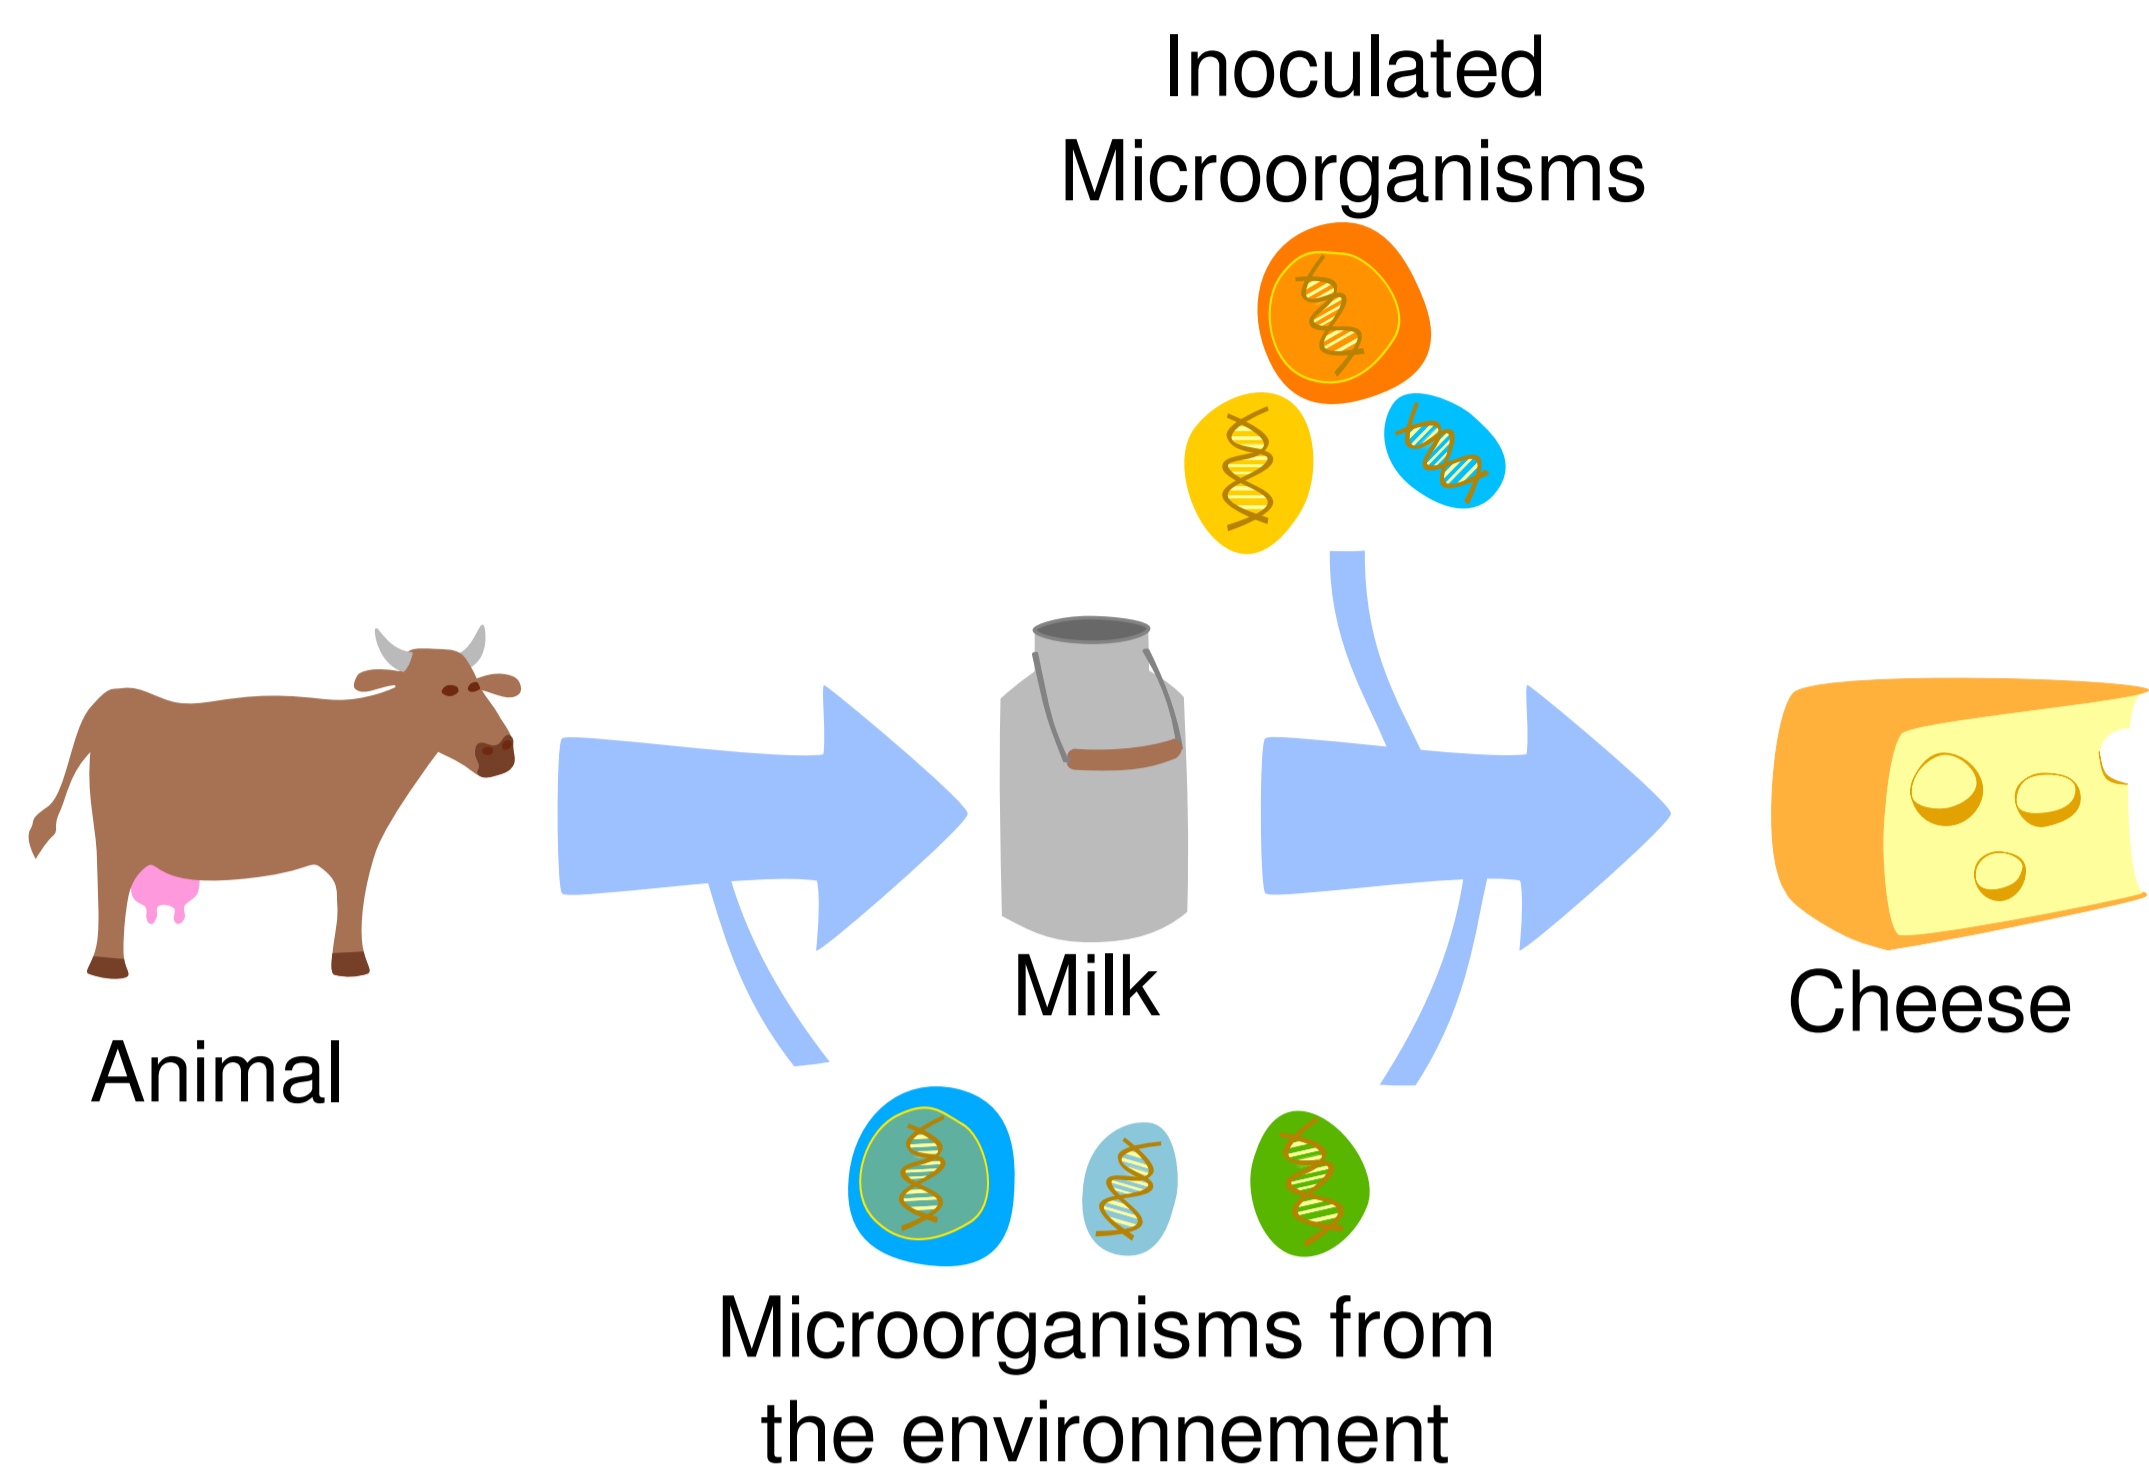 Inoculated
Microorganisms
Animal
Milk
Cheese
Microorganisms from
the environnement